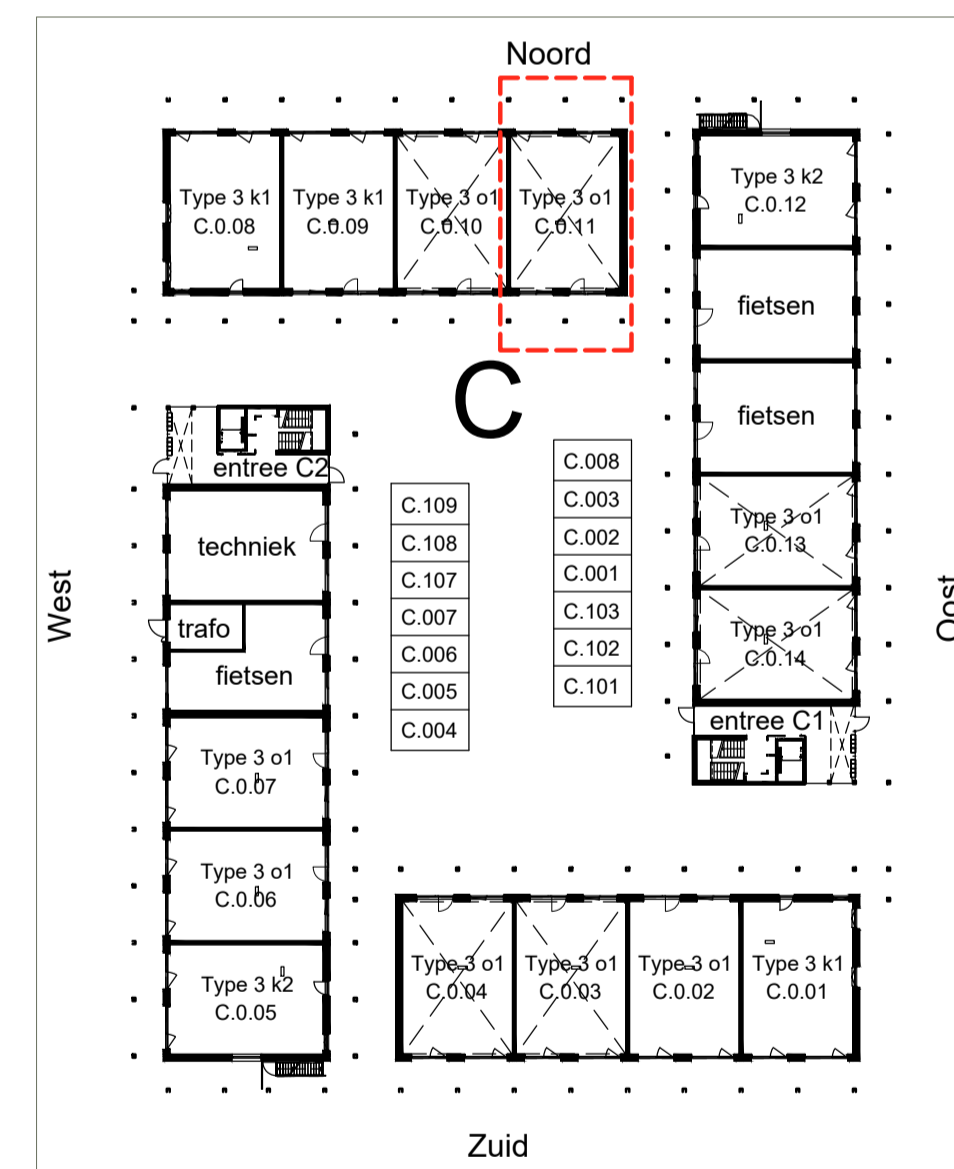 Noord
Type 3 k1
C.0.08
Type 3 k1
C.0.09
Type 3 o1
C.0.10
Type 3 o1
C.0.11
Type 3 k2
C.0.12
fietsen
fietsen
Type 3 o1
C.0.13
Type 3 o1
C.0.14
entree C1
C
entree C2
techniek
trafo
fietsen
Type 3 o1
C.0.07
Type 3 o1
C.0.06
Type 3 k2
C.0.05
C.109
C.108
C.107
C.007
C.006
C.005
C.004
C.008
C.003
C.002
C.001
C.103
C.102
C.101
West
Oost
Type 3 o1
C.0.04
Type 3 o1
C.0.03
Type 3 o1
C.0.02
Type 3 k1
C.0.01
Zuid